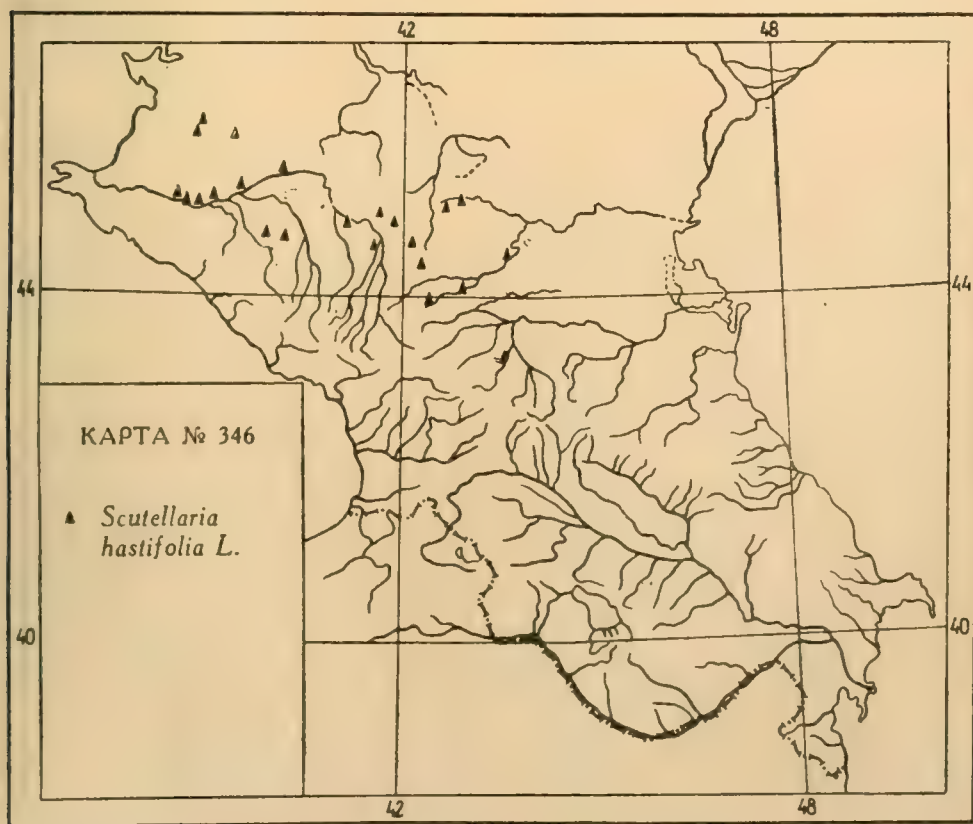 42 48
44 44
КАРТА № 346
▲ Scutellaria
hastifolia L.
40 40
42 48